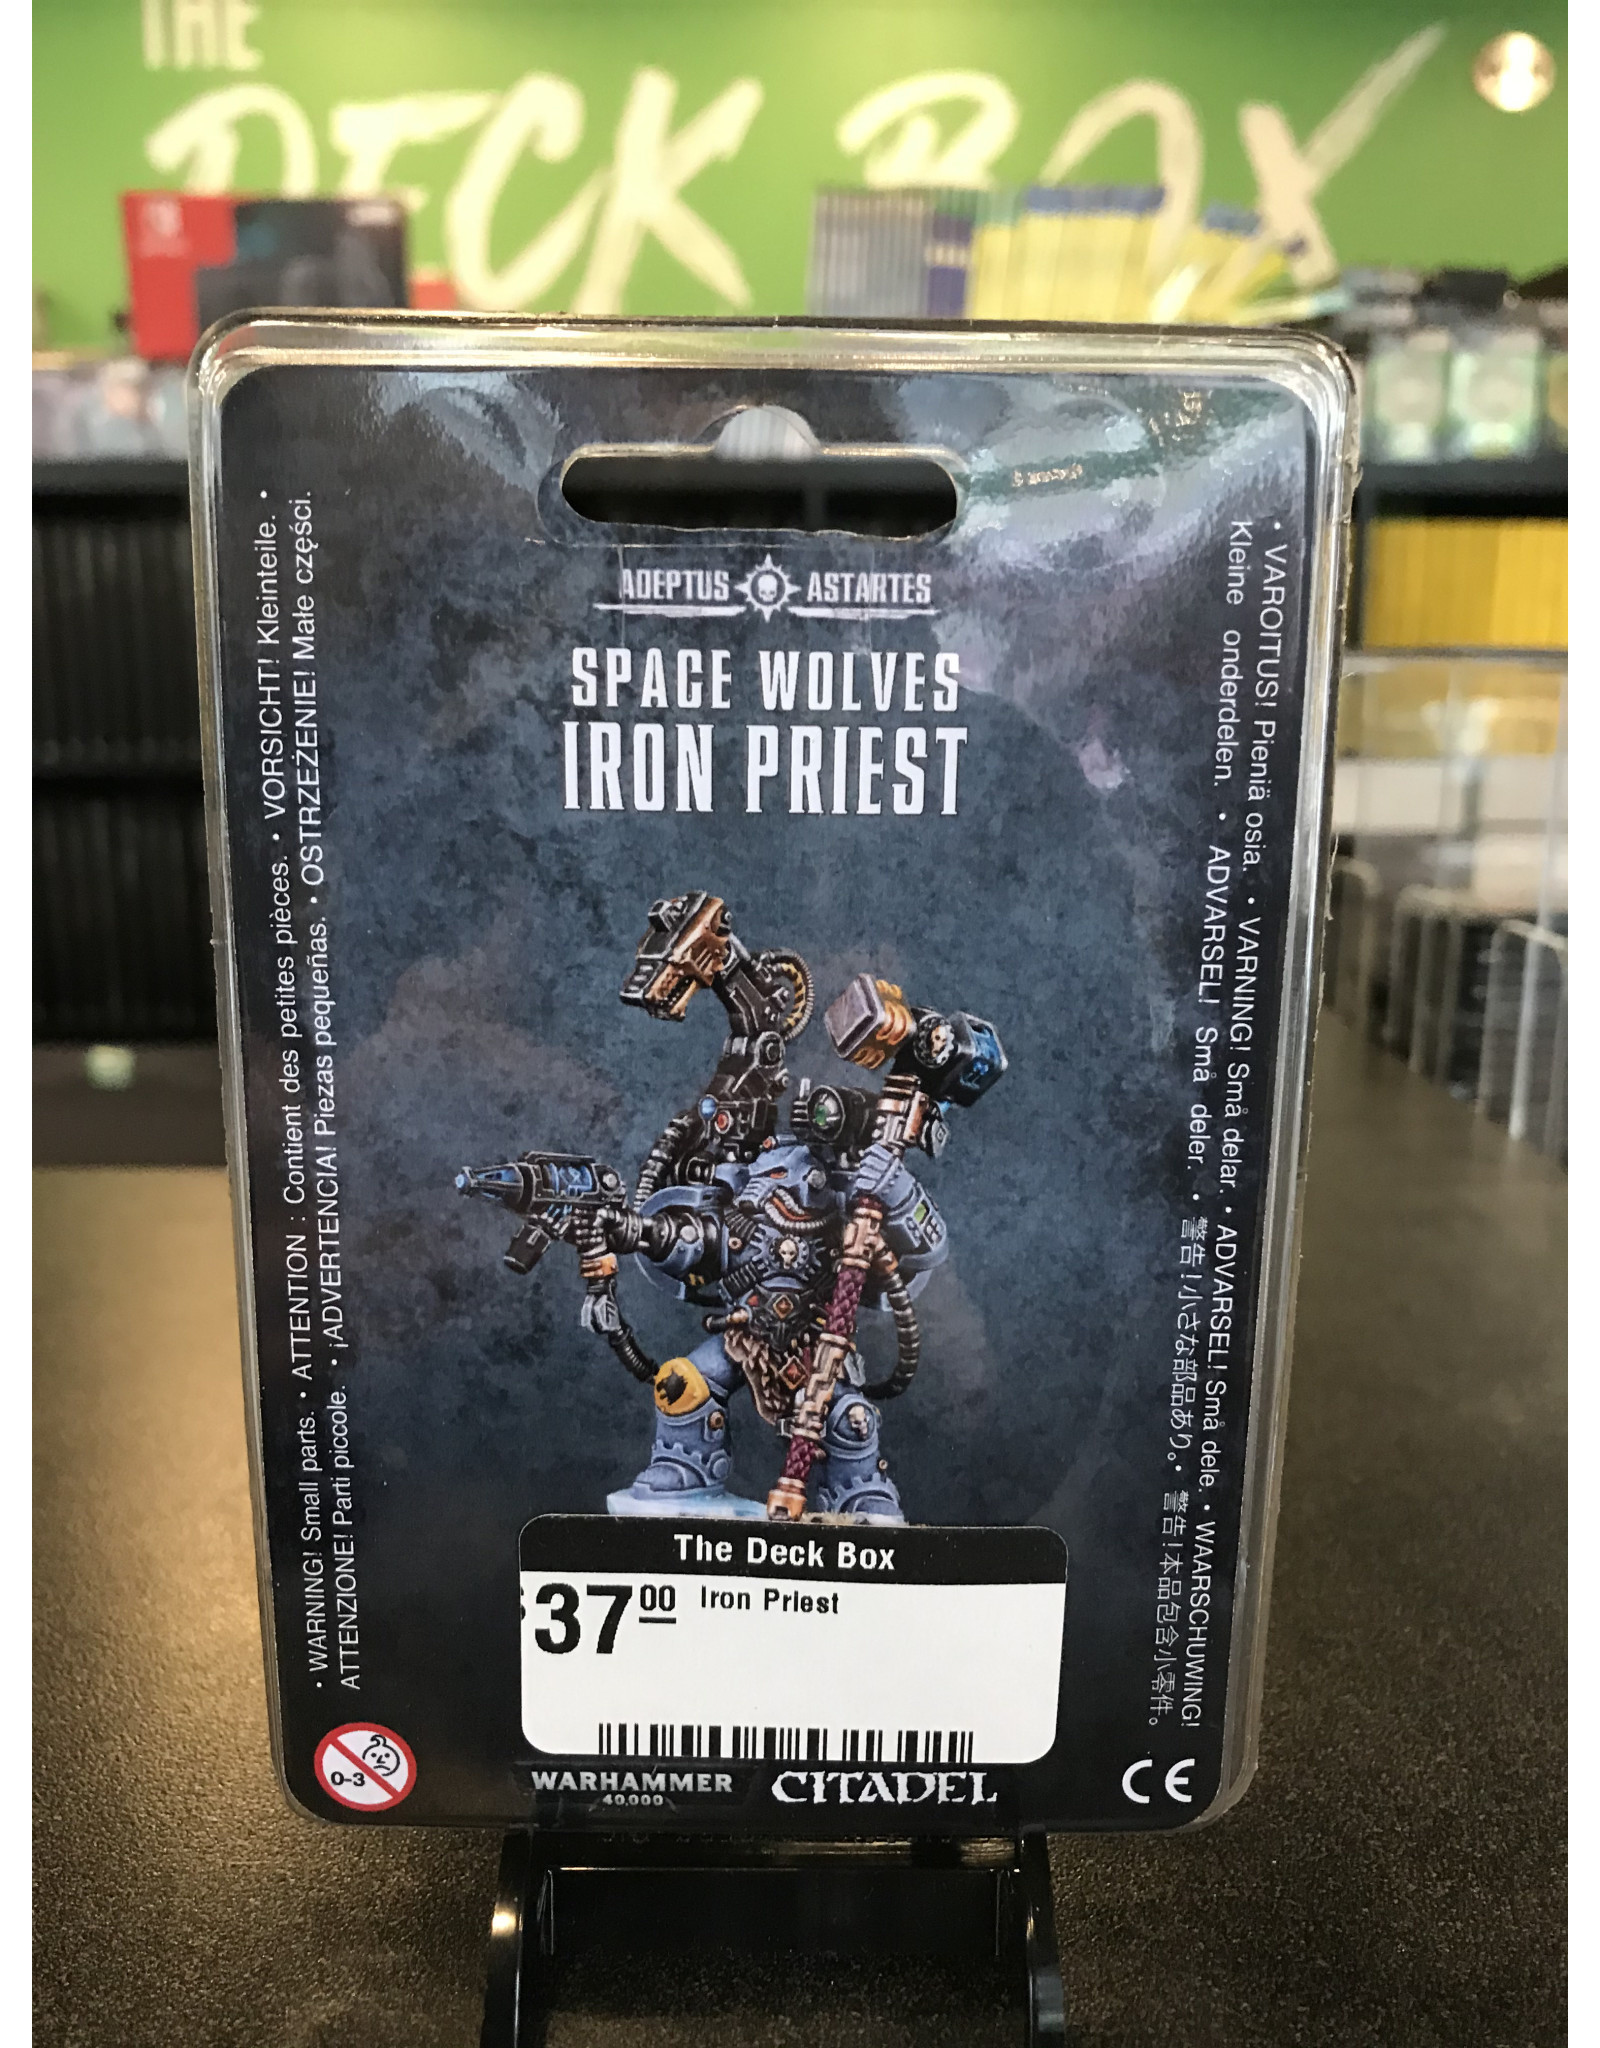 THE
DECK BOX
ADEPTUS ASTARTES
SPACE WOLVES
IRON PRIEST
• WARNING! Small parts. • ATTENTION : Contient des petites pièces. • VORSICHT! Kleinteile. •
ATTENZIONE! Parti piccole. • ¡ADVERTENCIA! Piezas pequeñas. • OSTRZEŻENIE! Małe części.
• VAROITUS! Pieniä osia. • VARNING! Små delar. • ADVARSEL! Små dele. • WAARSCHUWING!
Kleine onderdelen. • ADVARSEL! Små deler. • 警告!小さな部品あり。• 警告!本品包含小零件。
The Deck Box
$37.00 Iron Priest
0-3
WARHAMMER
40,000
CITADEL
CE